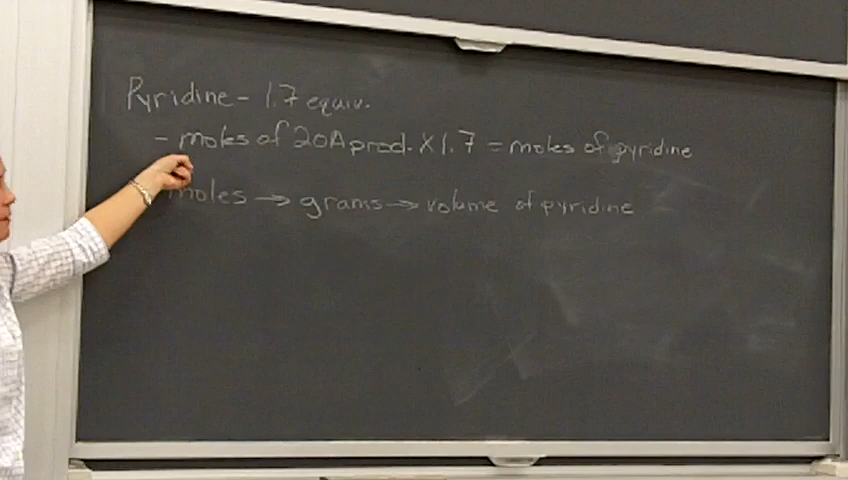 Pyridine - 1.7 equiv.
- moles of 20A prod. x 1.7 = moles of pyridine
moles → grams → volume of pyridine